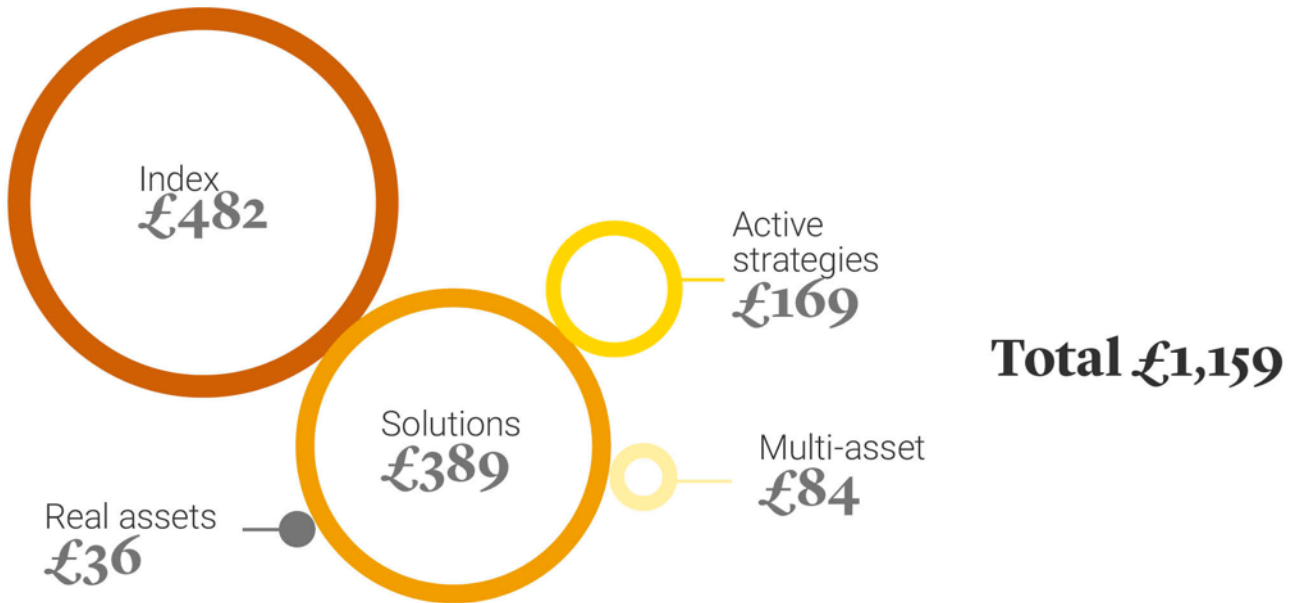 Index
£482
Active
strategies
£169
Total £1,159
Solutions
£389
Multi-asset
£84
Real assets
£36